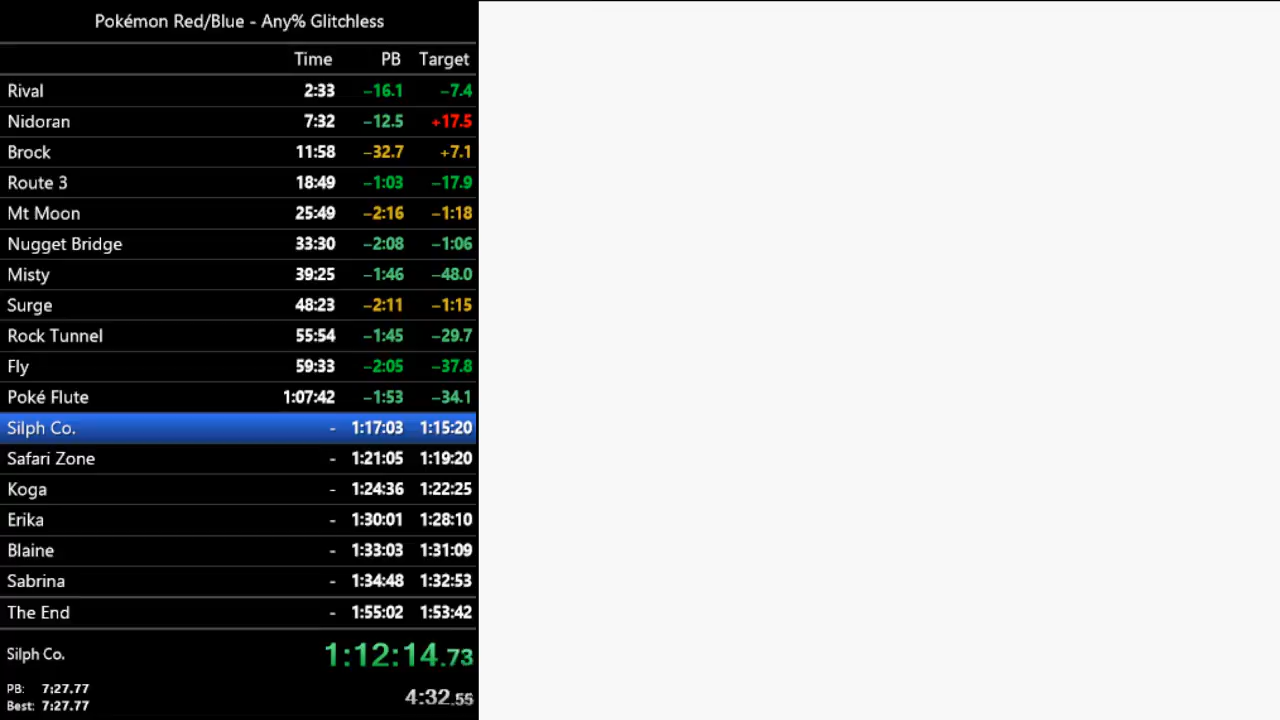 Pokémon Red/Blue - Any% Glitchless
Time PB Target
Rival 2:33 −16.1 −7.4
Nidoran 7:32 −12.5 +17.5
Brock 11:58 −32.7 +7.1
Route 3 18:49 −1:03 −17.9
Mt Moon 25:49 −2:16 −1:18
Nugget Bridge 33:30 −2:08 −1:06
Misty 39:25 −1:46 −48.0
Surge 48:23 −2:11 −1:15
Rock Tunnel 55:54 −1:45 −29.7
Fly 59:33 −2:05 −37.8
Poké Flute 1:07:42 −1:53 −34.1
Silph Co. - 1:17:03 1:15:20
Safari Zone - 1:21:05 1:19:20
Koga - 1:24:36 1:22:25
Erika - 1:30:01 1:28:10
Blaine - 1:33:03 1:31:09
Sabrina - 1:34:48 1:32:53
The End - 1:55:02 1:53:42
Silph Co. 1:12:14.73
PB: 7:27.77
Best: 7:27.77
4:32.55